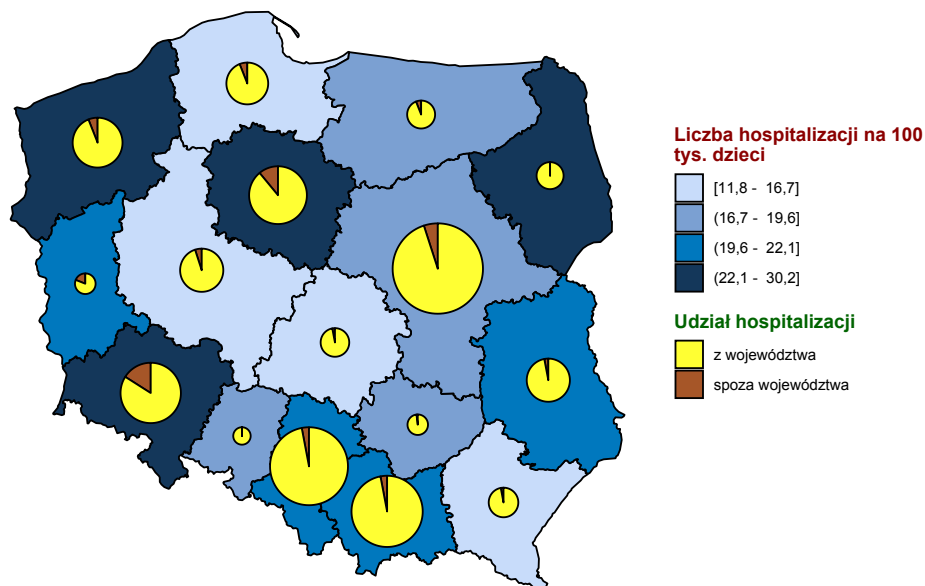 Liczba hospitalizacji na 100
tys. dzieci
[11,8 - 16,7]
(16,7 - 19,6]
(19,6 - 22,1]
(22,1 - 30,2]
Udział hospitalizacji
z województwa
spoza województwa